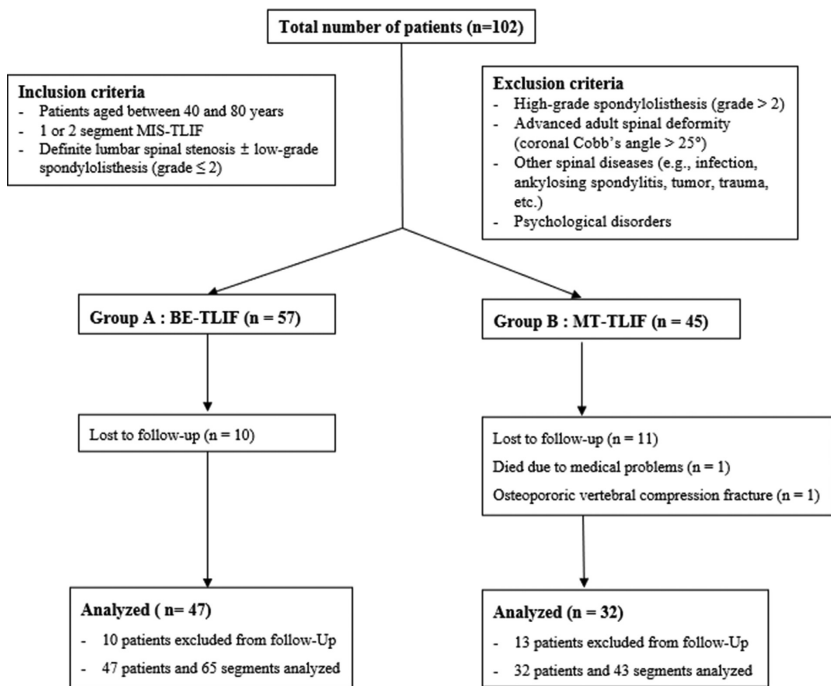 Total number of patients (n=102)
Inclusion criteria
- Patients aged between 40 and 80 years
- 1 or 2 segment MIS-TLIF
- Definite lumbar spinal stenosis ± low-grade
spondylolisthesis (grade ≤ 2)
Exclusion criteria
- High-grade spondylolisthesis (grade > 2)
- Advanced adult spinal deformity
(coronal Cobb's angle > 25°)
- Other spinal diseases (e.g., infection,
ankylosing spondylitis, tumor, trauma,
etc.)
- Psychological disorders
Group A : BE-TLIF (n = 57)
Group B : MT-TLIF (n = 45)
Lost to follow-up (n = 10)
Lost to follow-up (n = 11)
Died due to medical problems (n = 1)
Osteopororic vertebral compression fracture (n = 1)
Analyzed ( n= 47)
- 10 patients excluded from follow-Up
- 47 patients and 65 segments analyzed
Analyzed (n = 32)
- 13 patients excluded from follow-Up
- 32 patients and 43 segments analyzed